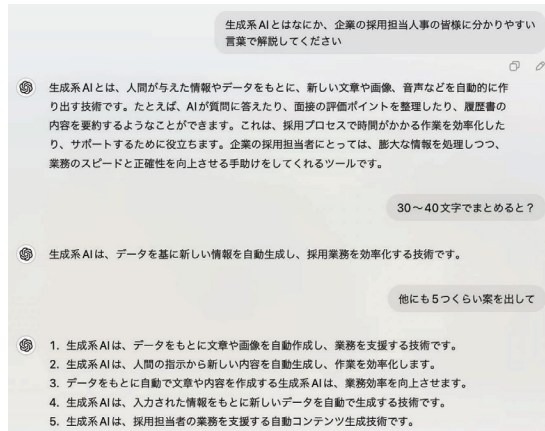 生成系AIとはなにか、企業の採用担当人事の皆様に分かりやすい
言葉で解説してください
生成系AIとは、人間が与えた情報やデータをもとに、新しい文章や画像、音声などを自動的に作
り出す技術です。たとえば、AIが質問に答えたり、面接の評価ポイントを整理したり、履歴書の
内容を要約するようなことができます。これは、採用プロセスで時間がかかる作業を効率化した
り、サポートするために役立ちます。企業の採用担当者にとっては、膨大な情報を処理しつつ、
業務のスピードと正確性を向上させる手助けをしてくれるツールです。
30〜40文字でまとめると？
生成系AIは、データを基に新しい情報を自動生成し、採用業務を効率化する技術です。
他にも5つくらい案を出して
1. 生成系AIは、データをもとに文章や画像を自動作成し、業務を支援する技術です。
2. 生成系AIは、人間の指示から新しい内容を自動生成し、作業を効率化します。
3. データをもとに自動で文章や内容を作成する生成系AIは、業務効率を向上させます。
4. 生成系AIは、入力された情報をもとに新しいデータを自動で生成する技術です。
5. 生成系AIは、採用担当者の業務を支援する自動コンテンツ生成技術です。